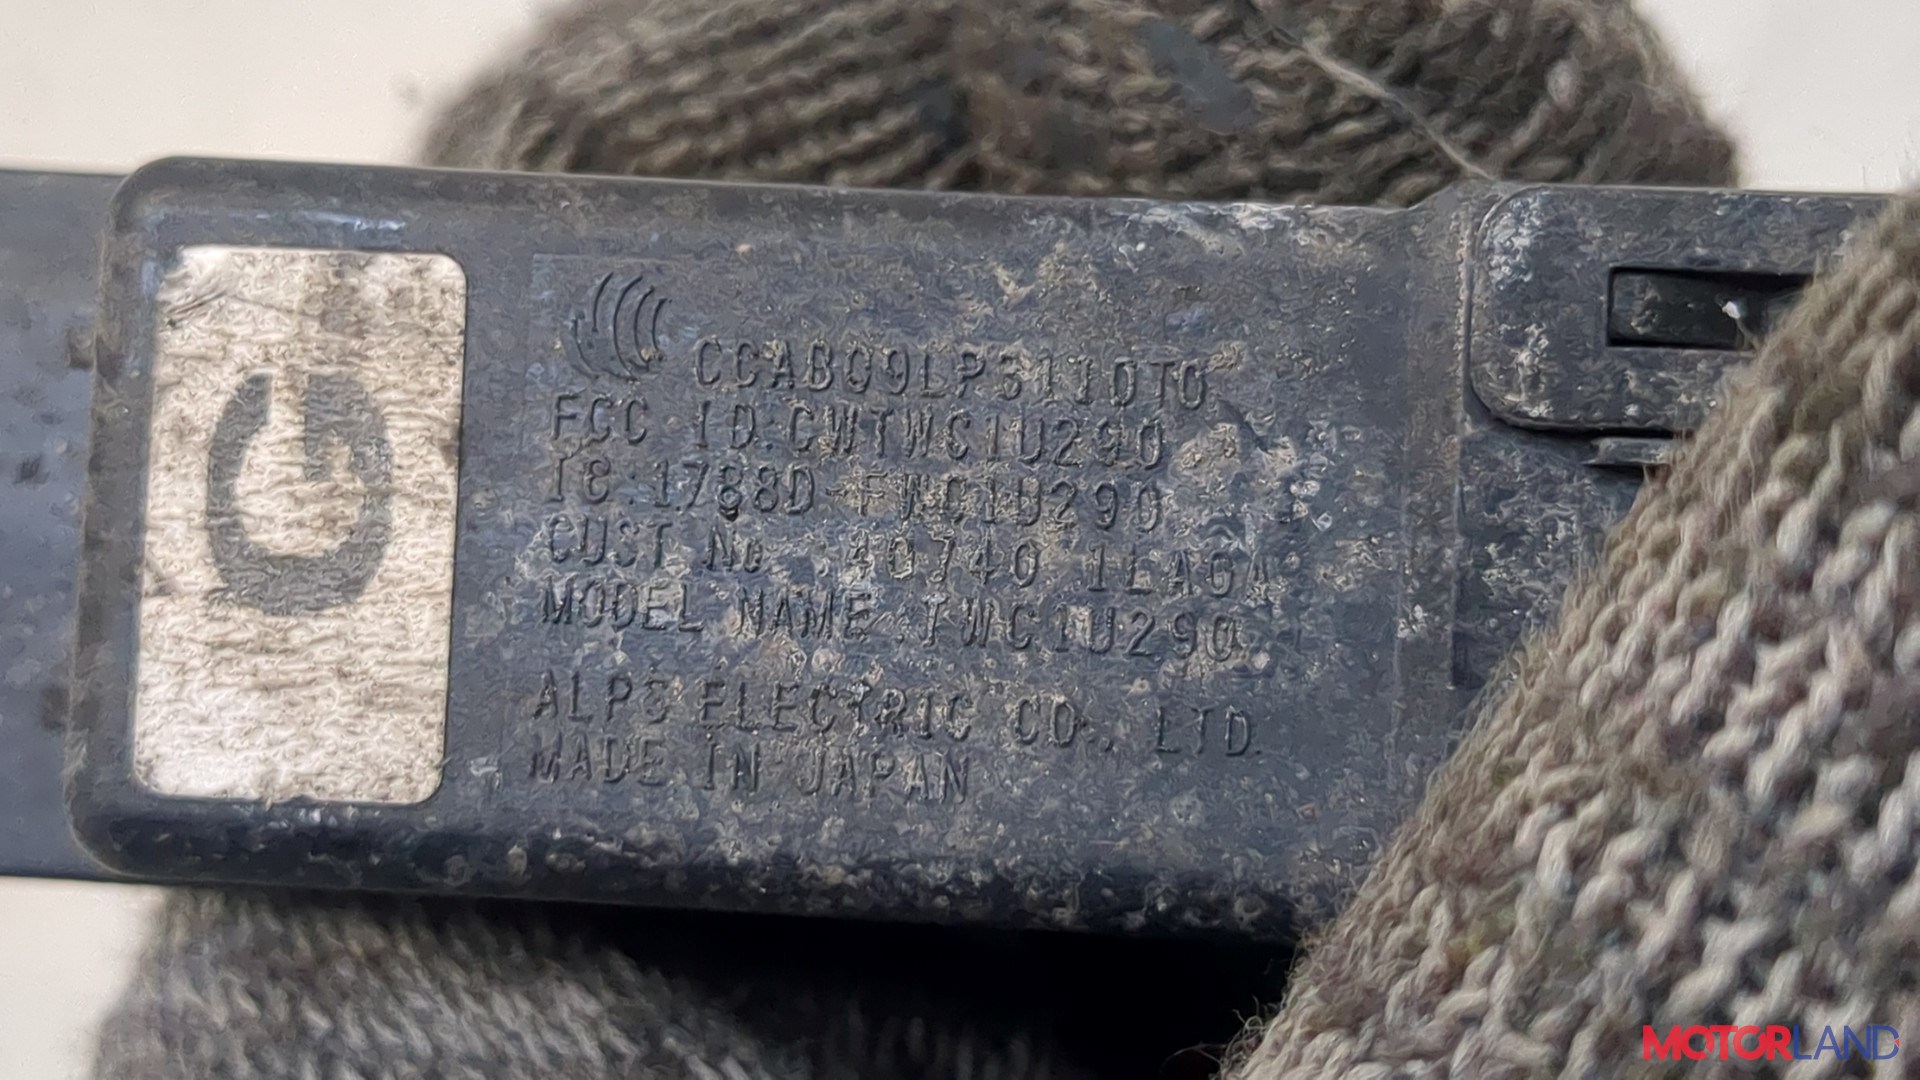 G
CCAB09LP3110T0
FCC ID:CWTWC1U290
IC:1788D-FWC1U290
CUST.No. :40740 1LA0A
MODEL NAME:TWC1U290
ALPS ELECTRIC CO., LTD.
MADE IN JAPAN
MOTORLAND